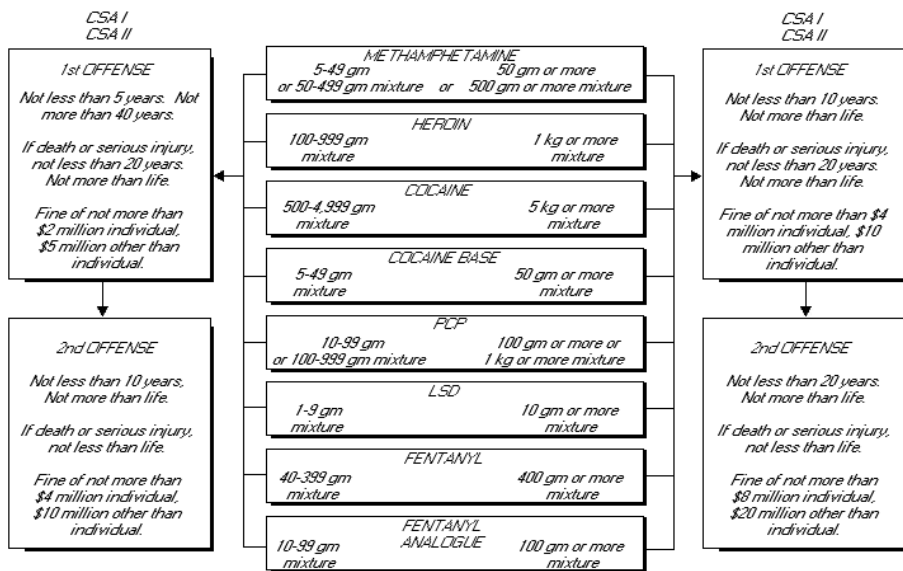 CSA I
CSA II
1st OFFENSE
Not less than 5 years. Not
more than 40 years.
If death or serious injury,
not less than 20 years.
Not more than life.
Fine of not more than
$2 million individual,
$5 million other than
individual.
2nd OFFENSE
Not less than 10 years,
Not more than life.
If death or serious injury,
not less than life.
Fine of not more than
$4 million individual,
$10 million other than
individual.
METHAMPHETAMINE
5-49 gm 50 gm or more
or 50-499 gm mixture or 500 gm or more mixture
HEROIN
100-999 gm 1 kg or more
mixture mixture
COCAINE
500-4,999 gm 5 kg or more
mixture mixture
COCAINE BASE
5-49 gm 50 gm or more
mixture mixture
PCP
10-99 gm 100 gm or more or
or 100-999 gm mixture 1 kg or more mixture
LSD
1-9 gm 10 gm or more
mixture mixture
FENTANYL
40-399 gm 400 gm or more
mixture mixture
FENTANYL
ANALOGUE
10-99 gm 100 gm or more
mixture mixture
CSA I
CSA II
1st OFFENSE
Not less than 10 years.
Not more than life.
If death or serious injury,
not less than 20 years.
Not more than life.
Fine of not more than $4
million individual, $10
million other than
individual.
2nd OFFENSE
Not less than 20 years.
Not more than life.
If death or serious injury,
not less than life.
Fine of not more than
$8 million individual,
$20 million other than
individual.